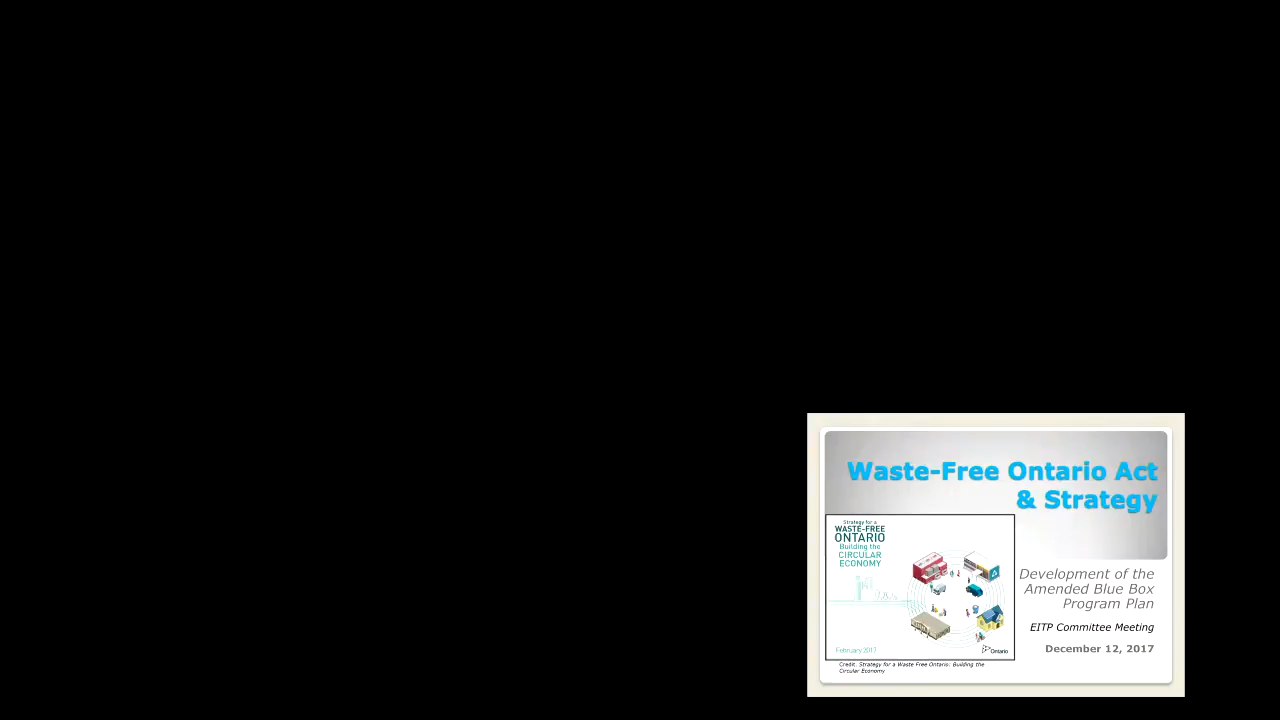 Waste-Free Ontario Act
& Strategy
Strategy for a
WASTE-FREE
ONTARIO
Building the
CIRCULAR
ECONOMY
February 2017
Ontario
Development of the
Amended Blue Box
Program Plan
EITP Committee Meeting
December 12, 2017
Credit. Strategy for a Waste Free Ontario: Building the
Circular Economy